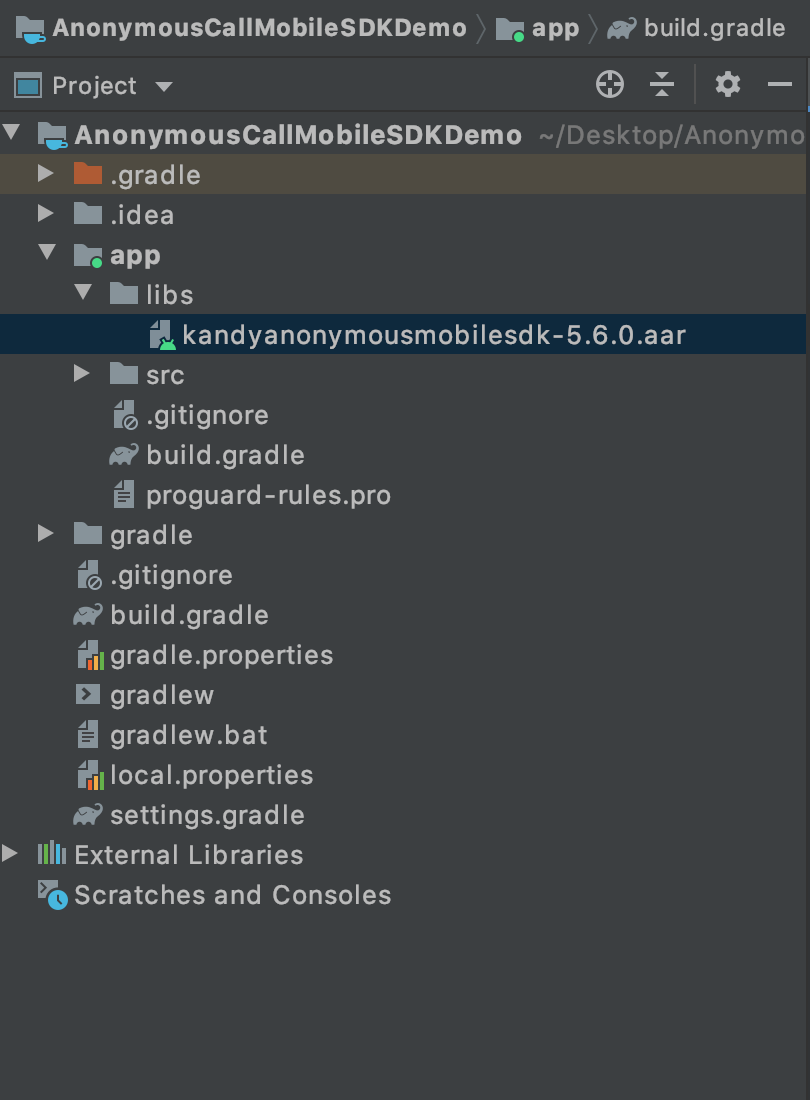 AnonymousCallMobileSDKDemo app build.gradle
Project
AnonymousCallMobileSDKDemo ~/Desktop/Anonymo
.gradle
.idea
app
libs
kandyanonymousmobilesdk-5.6.0.aar
src
.gitignore
build.gradle
proguard-rules.pro
gradle
.gitignore
build.gradle
gradle.properties
gradlew
gradlew.bat
local.properties
settings.gradle
External Libraries
Scratches and Consoles